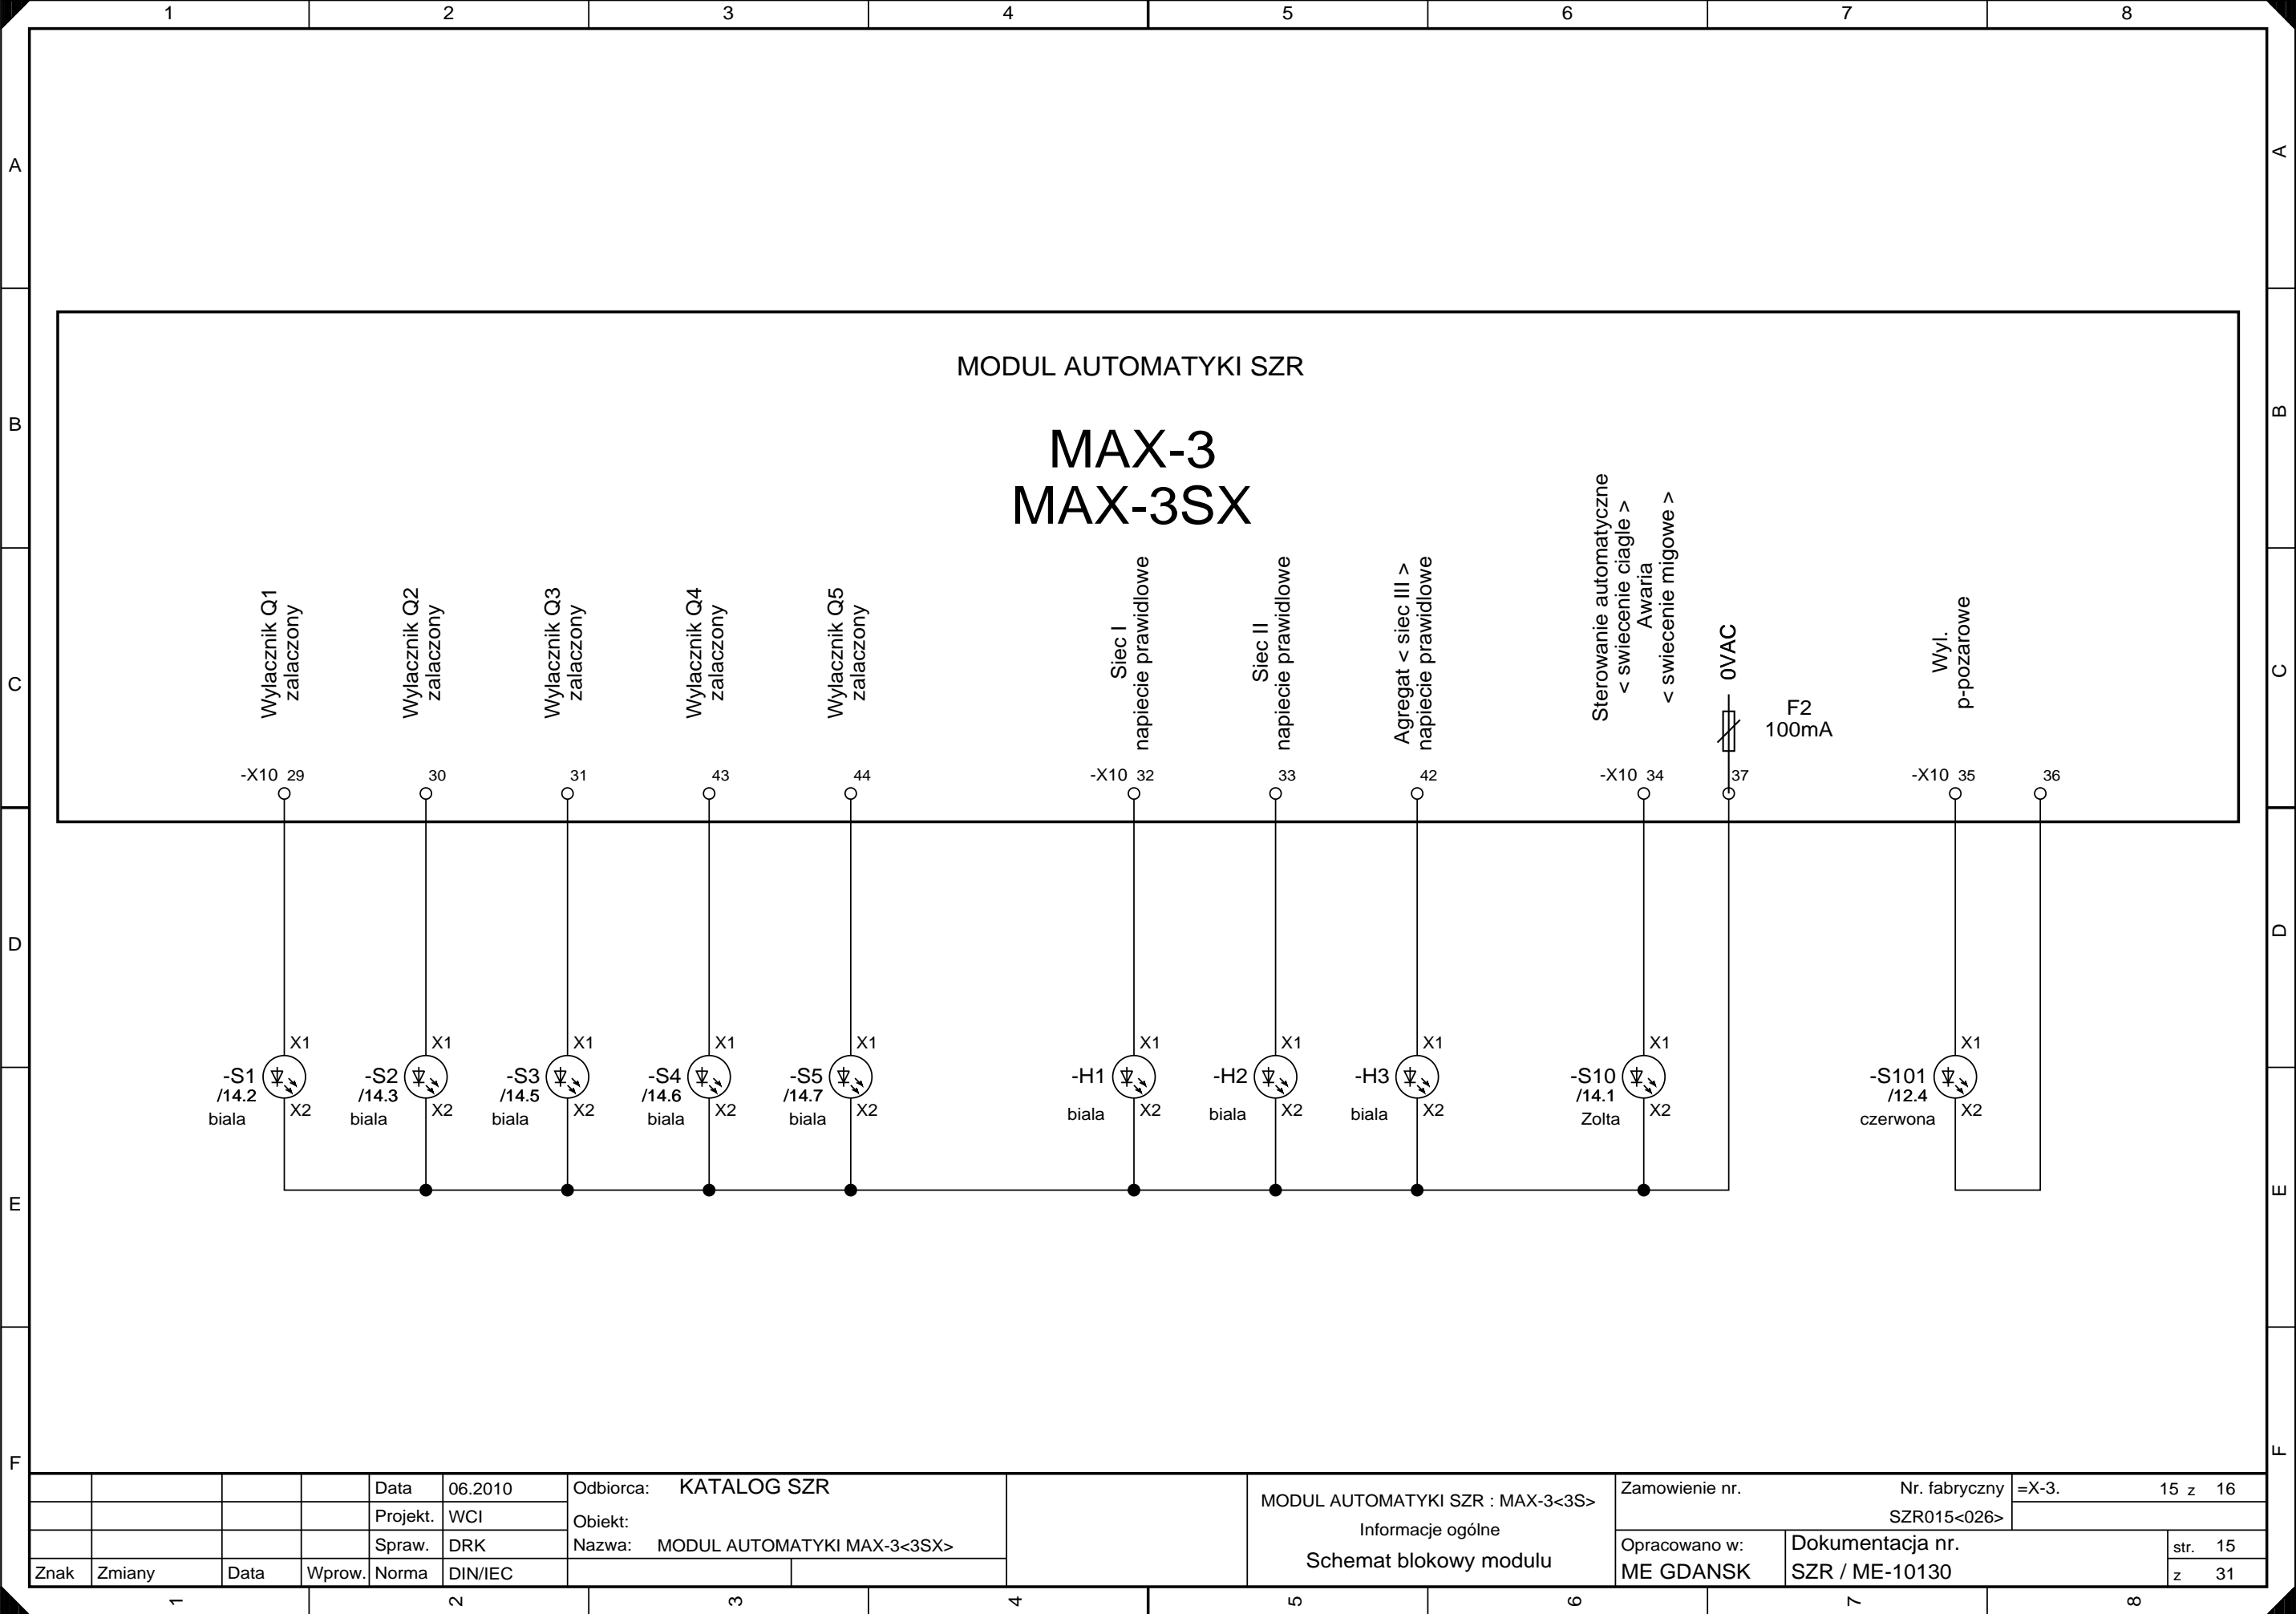 1 2 3 4 5 6 7 8
A
A
B
B
C
C
D
D
E
E
F
F
MODUL AUTOMATYKI SZR
MAX-3
MAX-3SX
Wylacznik Q1
zalaczony
Wylacznik Q2
zalaczony
Wylacznik Q3
zalaczony
Wylacznik Q4
zalaczony
Wylacznik Q5
zalaczony
Siec I
napiecie prawidlowe
Siec II
napiecie prawidlowe
Agregat < siec III >
napiecie prawidlowe
Sterowanie automatyczne
< swiecenie ciagle >
Awaria
< swiecenie migowe >
0VAC
F2
100mA
Wyl.
p-pozarowe
-X10 29 30 31 43 44 -X10 32 33 42 -X10 34 37 -X10 35 36
X1 X1 X1 X1 X1 X1 X1 X1 X1 X1
-S1 -S2 -S3 -S4 -S5 -H1 -H2 -H3 -S10 -S101
/14.2 /14.3 /14.5 /14.6 /14.7 /14.1 /12.4
X2 X2 X2 X2 X2 X2 X2 X2 X2 X2
biala biala biala biala biala biala biala biala Zolta czerwona
Data 06.2010
Projekt. WCI
Spraw. DRK
Znak Zmiany Data Wprow. Norma DIN/IEC
Odbiorca: KATALOG SZR
Obiekt:
Nazwa: MODUL AUTOMATYKI MAX-3<3SX>
MODUL AUTOMATYKI SZR : MAX-3<3S>
Informacje ogólne
Schemat blokowy modulu
Zamowienie nr. Nr. fabryczny
SZR015<026>
=X-3. 15 z 16
Opracowano w:
ME GDANSK
Dokumentacja nr.
SZR / ME-10130
str. 15
z 31
1 2 3 4 5 6 7 8